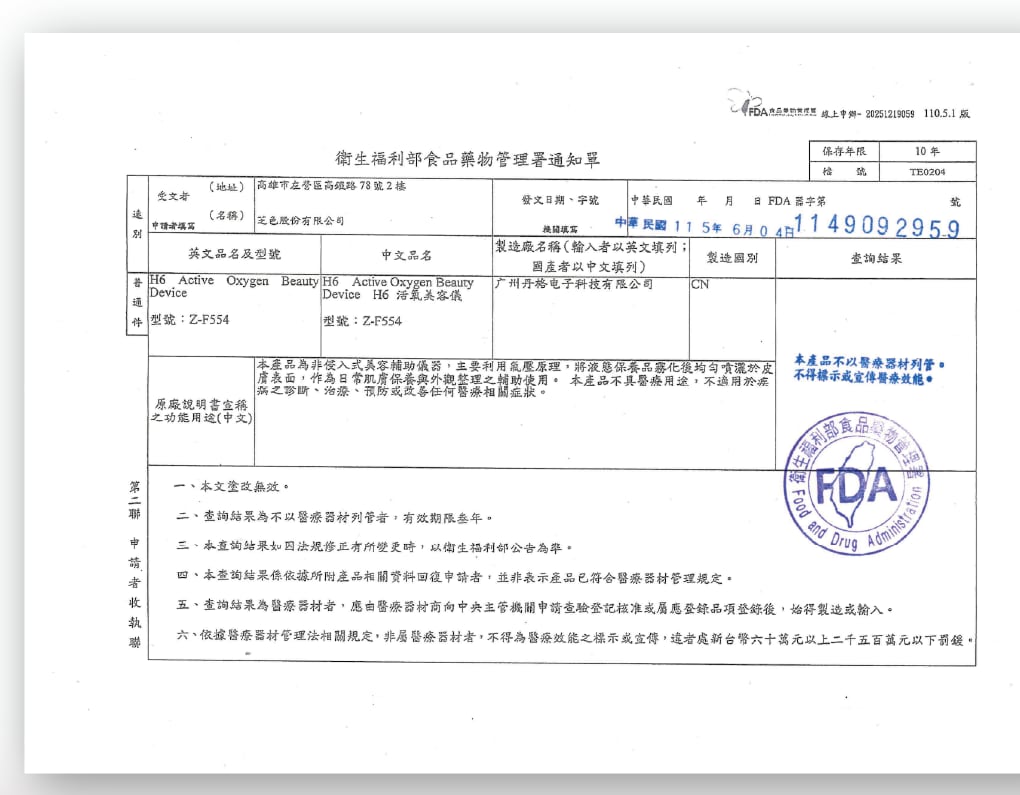 FDA 食品藥物管理署 線上申辦- 20251219059 110.5.1 版
衛生福利部食品藥物管理署通知單
保存年限 10 年
檔 號 TE0204
速別
普通件
受文者
申請者填寫
(地址) 高雄市左營區高鐵路 78 號 2 樓
(名稱) 芝色股份有限公司
發文日期、字號
機關填寫
中華民國 年 月 日 FDA 器字第 號
中華民國 115年 6月04日 1149092959
英文品名及型號
中文品名
製造廠名稱(輸入者以英文填列;
國產者以中文填列)
製造國別
查詢結果
H6 Active Oxygen Beauty
Device
型號:Z-F554
H6 Active Oxygen Beauty
Device H6 活氧美容儀
型號:Z-F554
广州丹格电子科技有限公司
CN
本產品不以醫療器材列管。
不得標示或宣傳醫療效能。
原廠說明書宣稱
之功能用途(中文)
本產品為非侵入式美容輔助儀器,主要利用氣壓原理,將液態保養品霧化後均勻噴灑於皮
膚表面,作為日常肌膚保養與外觀整理之輔助使用。 本產品不具醫療用途,不適用於疾
病之診斷、治療、預防或改善任何醫療相關症狀。
衛生福利部食品藥物管理署
FDA
Food and Drug Administration
第二聯 申請者收執聯
一、本文塗改無效。
二、查詢結果為不以醫療器材列管者,有效期限叁年。
三、本查詢結果如因法規修正有所變更時,以衛生福利部公告為準。
四、本查詢結果係依據所附產品相關資料回復申請者,並非表示產品已符合醫療器材管理規定。
五、查詢結果為醫療器材者,應由醫療器材商向中央主管機關申請查驗登記核准或屬應登錄品項登錄後,始得製造或輸入。
六、依據醫療器材管理法相關規定,非屬醫療器材者,不得為醫療效能之標示或宣傳,違者處新台幣六十萬元以上二千五百萬元以下罰鍰。